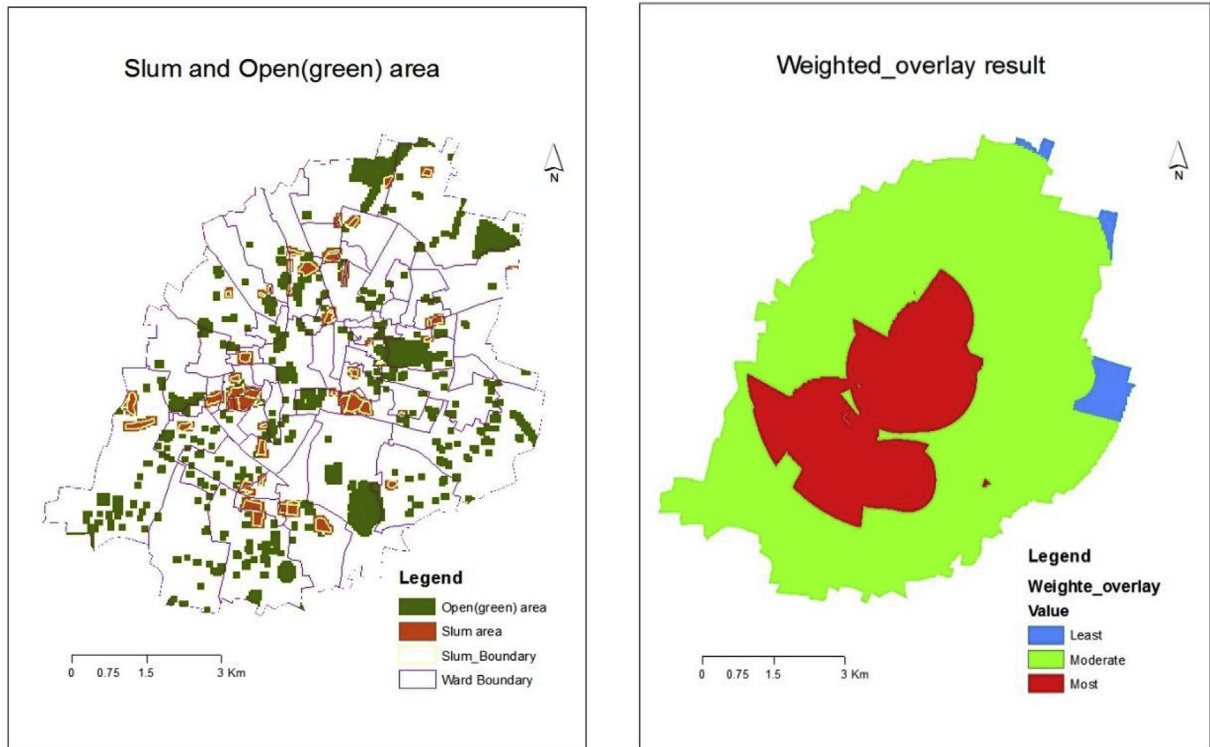 Slum and Open(green) area
N
Legend
Open(green) area
Slum area
Slum_Boundary
Ward Boundary
0 0.75 1.5 3 Km
Weighted_overlay result
N
Legend
Weighte_overlay
Value
Least
Moderate
Most
0 0.75 1.5 3 Km